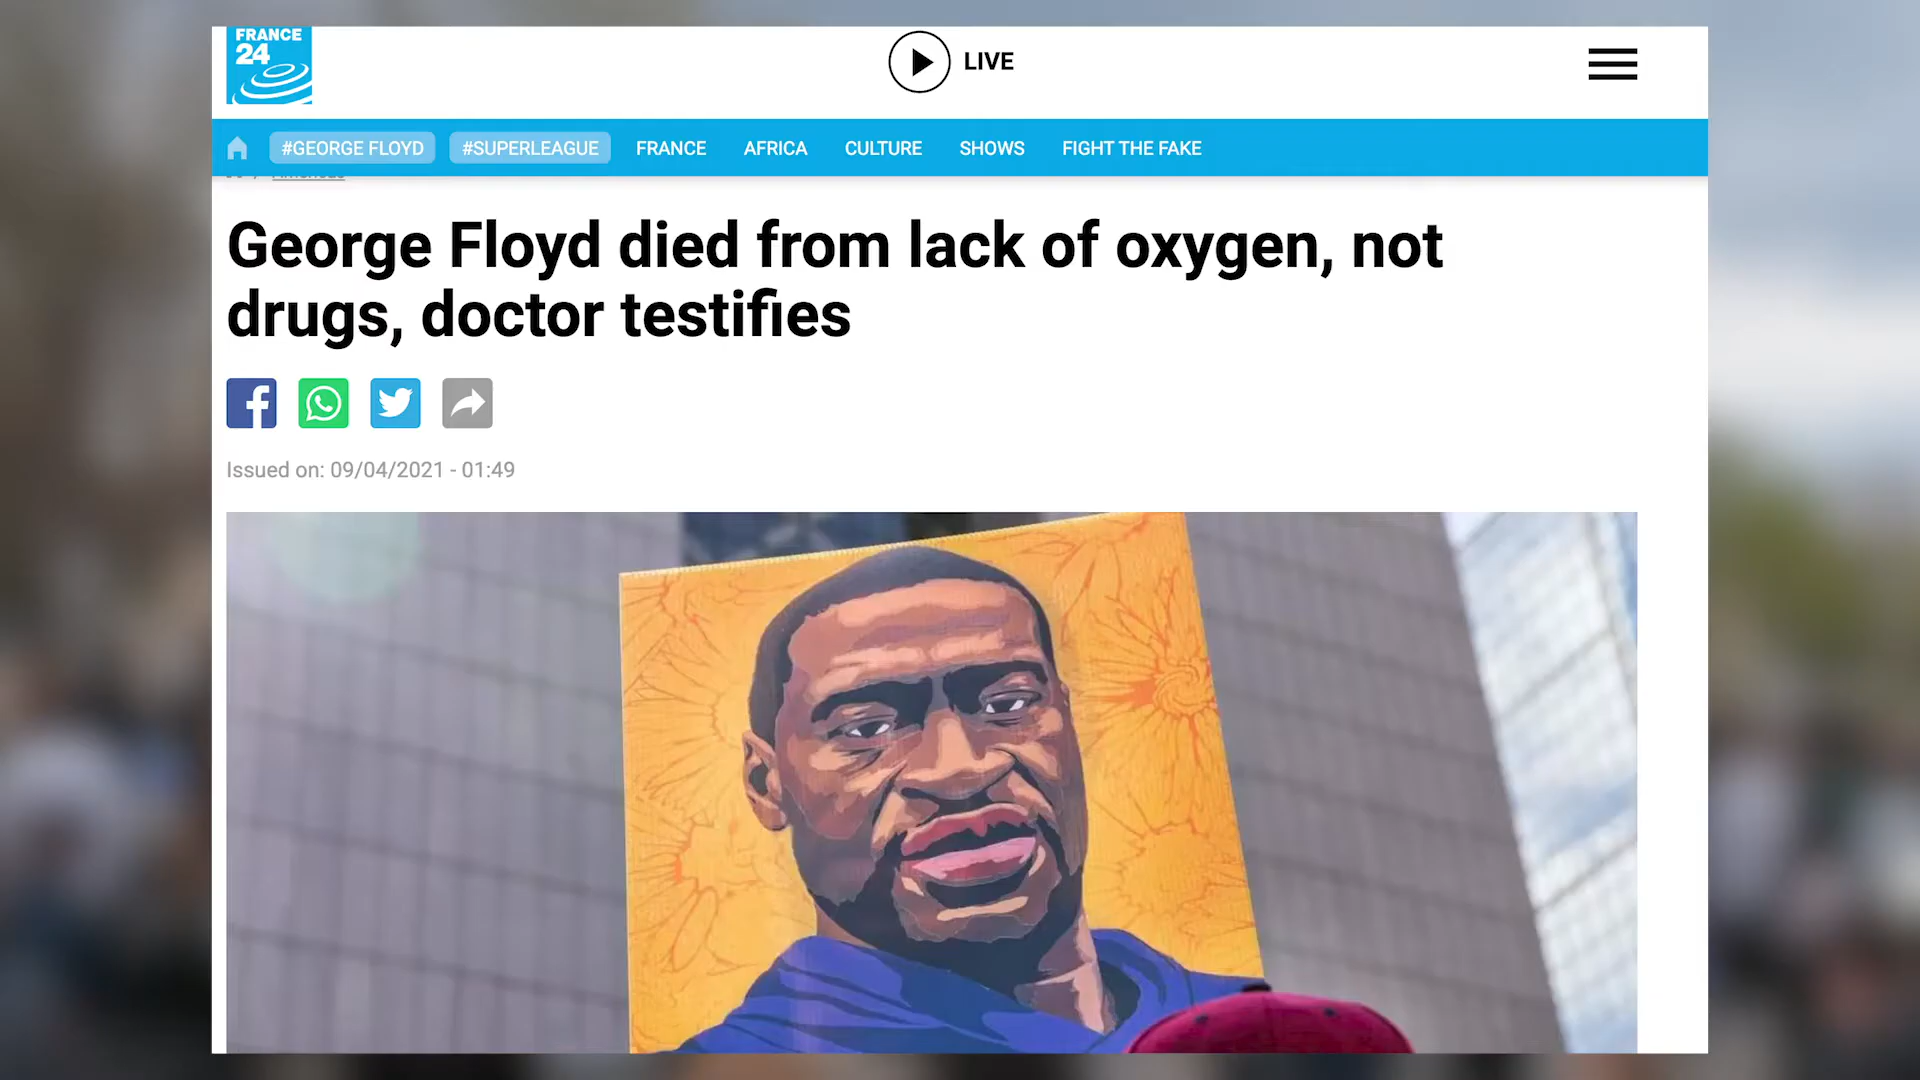 FRANCE
24
LIVE
#GEORGE FLOYD #SUPERLEAGUE FRANCE AFRICA CULTURE SHOWS FIGHT THE FAKE
George Floyd died from lack of oxygen, not
drugs, doctor testifies
Issued on: 09/04/2021 - 01:49